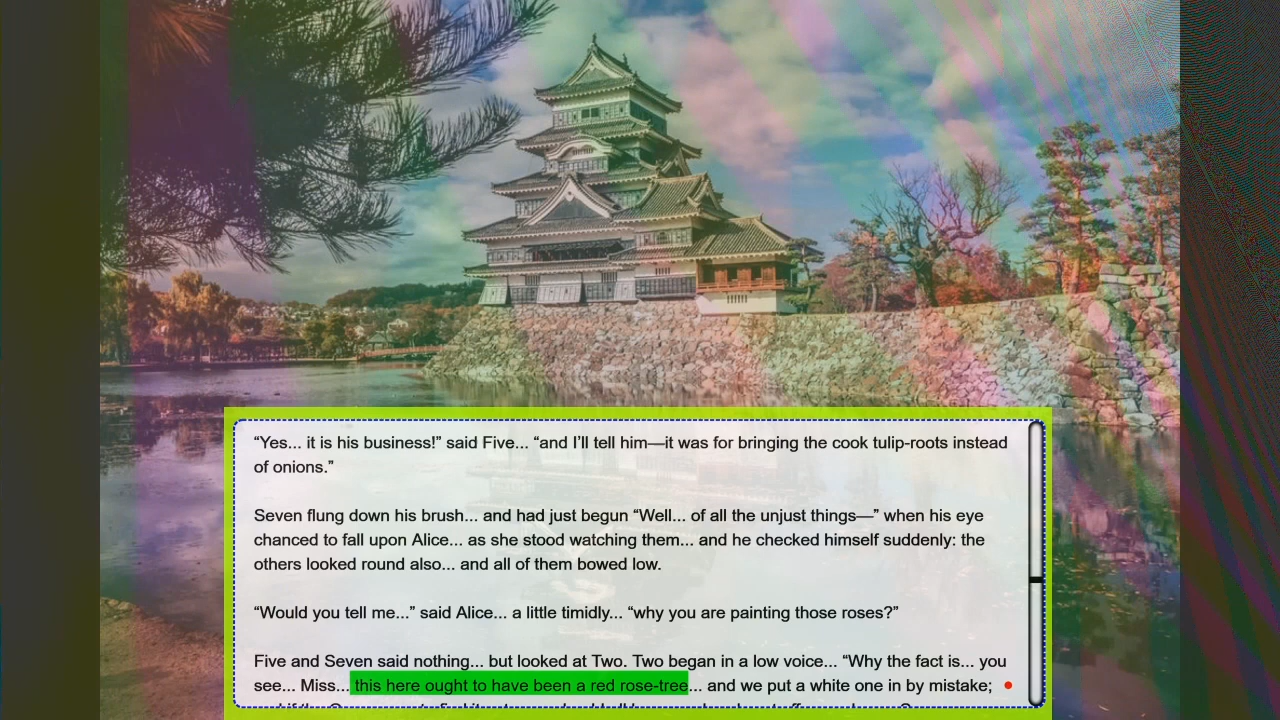 “Yes... it is his business!” said Five... “and I’ll tell him—it was for bringing the cook tulip-roots instead
of onions.”
Seven flung down his brush... and had just begun “Well... of all the unjust things—” when his eye
chanced to fall upon Alice... as she stood watching them... and he checked himself suddenly: the
others looked round also... and all of them bowed low.
“Would you tell me...” said Alice... a little timidly... “why you are painting those roses?”
Five and Seven said nothing... but looked at Two. Two began in a low voice... “Why the fact is... you
see... Miss... this here ought to have been a red rose-tree... and we put a white one in by mistake;